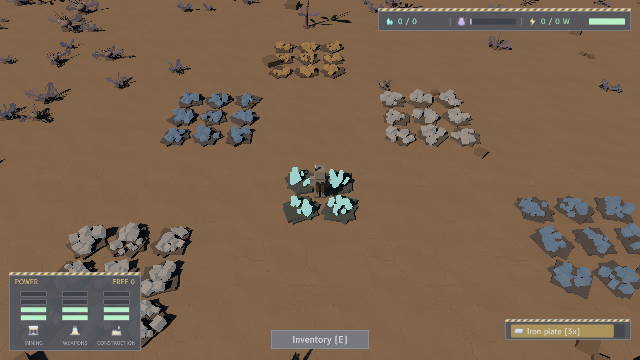 0 / 0
0 / 0 W
POWER
FREE 0
MINING
WEAPONS
CONSTRUCTION
Inventory [E]
Iron plate [3x]